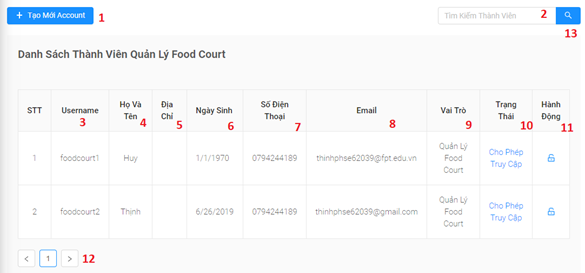 + Tạo Mới Account 1
Tìm Kiếm Thành Viên 2
13
Danh Sách Thành Viên Quản Lý Food Court
STT Username Họ Và Tên Địa Chỉ Ngày Sinh Số Điện Thoại Email Vai Trò Trạng Thái Hành Động
3 4 5 6 7 8 9 10 11
1 foodcourt1 Huy 1/1/1970 0794244189 thinhphse62039@fpt.edu.vn Quản Lý Food Court Cho Phép Truy Cập
2 foodcourt2 Thịnh 6/26/2019 0794244189 thinhphse62039@gmail.com Quản Lý Food Court Cho Phép Truy Cập
< 1 > 12